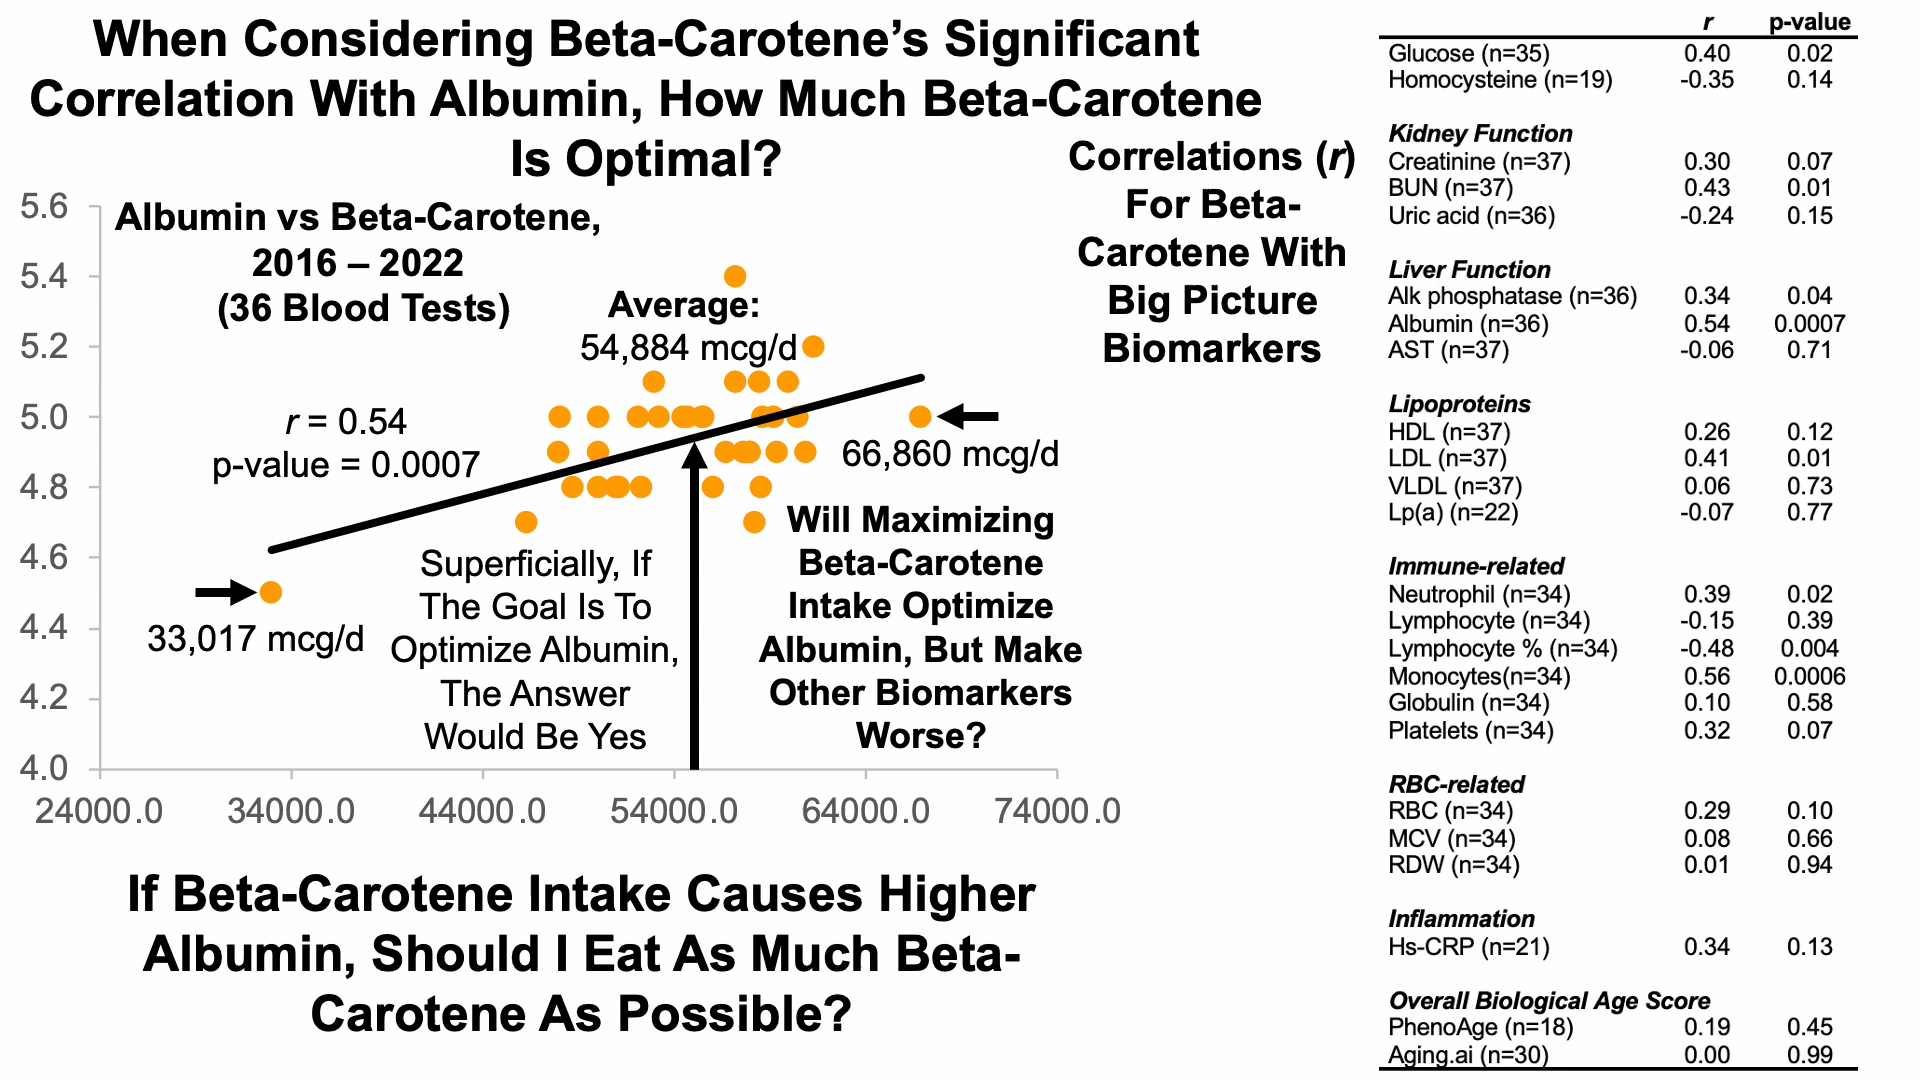 When Considering Beta-Carotene’s Significant
Correlation With Albumin, How Much Beta-Carotene
Is Optimal?
Albumin vs Beta-Carotene,
2016 – 2022
(36 Blood Tests)
Average:
54,884 mcg/d
r = 0.54
p-value = 0.0007
66,860 mcg/d
33,017 mcg/d
Superficially, If
The Goal Is To
Optimize Albumin,
The Answer
Would Be Yes
Will Maximizing
Beta-Carotene
Intake Optimize
Albumin, But Make
Other Biomarkers
Worse?
5.6
5.4
5.2
5.0
4.8
4.6
4.4
4.2
4.0
24000.0 34000.0 44000.0 54000.0 64000.0 74000.0
If Beta-Carotene Intake Causes Higher
Albumin, Should I Eat As Much Beta-
Carotene As Possible?
Correlations (r)
For Beta-
Carotene With
Big Picture
Biomarkers
r p-value
Glucose (n=35) 0.40 0.02
Homocysteine (n=19) -0.35 0.14
Kidney Function
Creatinine (n=37) 0.30 0.07
BUN (n=37) 0.43 0.01
Uric acid (n=36) -0.24 0.15
Liver Function
Alk phosphatase (n=36) 0.34 0.04
Albumin (n=36) 0.54 0.0007
AST (n=37) -0.06 0.71
Lipoproteins
HDL (n=37) 0.26 0.12
LDL (n=37) 0.41 0.01
VLDL (n=37) 0.06 0.73
Lp(a) (n=22) -0.07 0.77
Immune-related
Neutrophil (n=34) 0.39 0.02
Lymphocyte (n=34) -0.15 0.39
Lymphocyte % (n=34) -0.48 0.004
Monocytes(n=34) 0.56 0.0006
Globulin (n=34) 0.10 0.58
Platelets (n=34) 0.32 0.07
RBC-related
RBC (n=34) 0.29 0.10
MCV (n=34) 0.08 0.66
RDW (n=34) 0.01 0.94
Inflammation
Hs-CRP (n=21) 0.34 0.13
Overall Biological Age Score
PhenoAge (n=18) 0.19 0.45
Aging.ai (n=30) 0.00 0.99